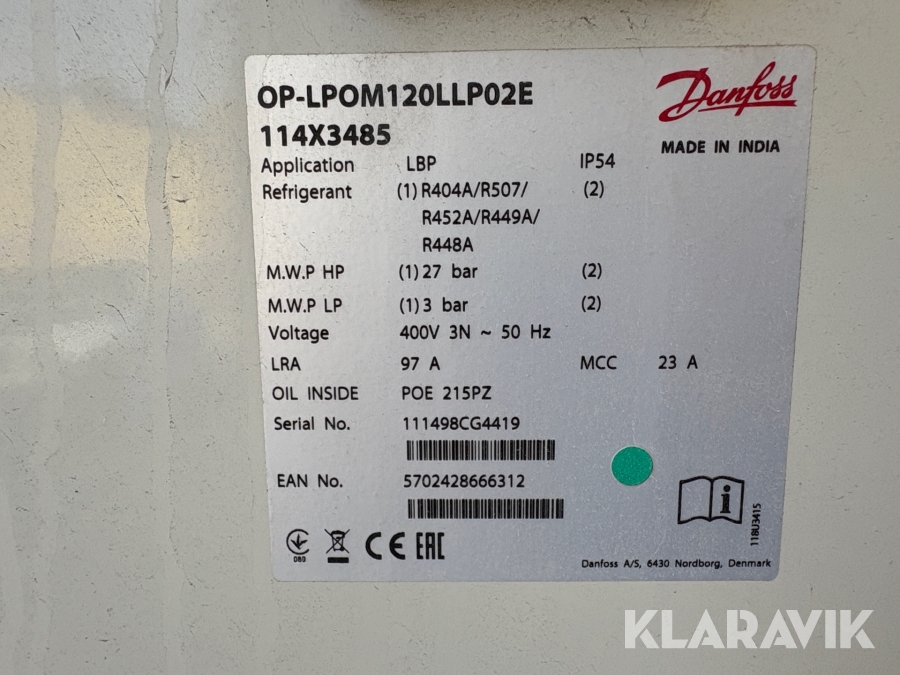 OP-LPOM120LLP02E
114X3485
Danfoss
MADE IN INDIA
Application LBP IP54
Refrigerant (1) R404A/R507/ (2)
R452A/R449A/
R448A
M.W.P HP (1) 27 bar (2)
M.W.P LP (1) 3 bar (2)
Voltage 400V 3N ~ 50 Hz
LRA 97 A MCC 23 A
OIL INSIDE POE 215PZ
Serial No. 111498CG4419
EAN No. 5702428666312
118U3415
089
CE EAC
Danfoss A/S, 6430 Nordborg, Denmark
KLARAVIK